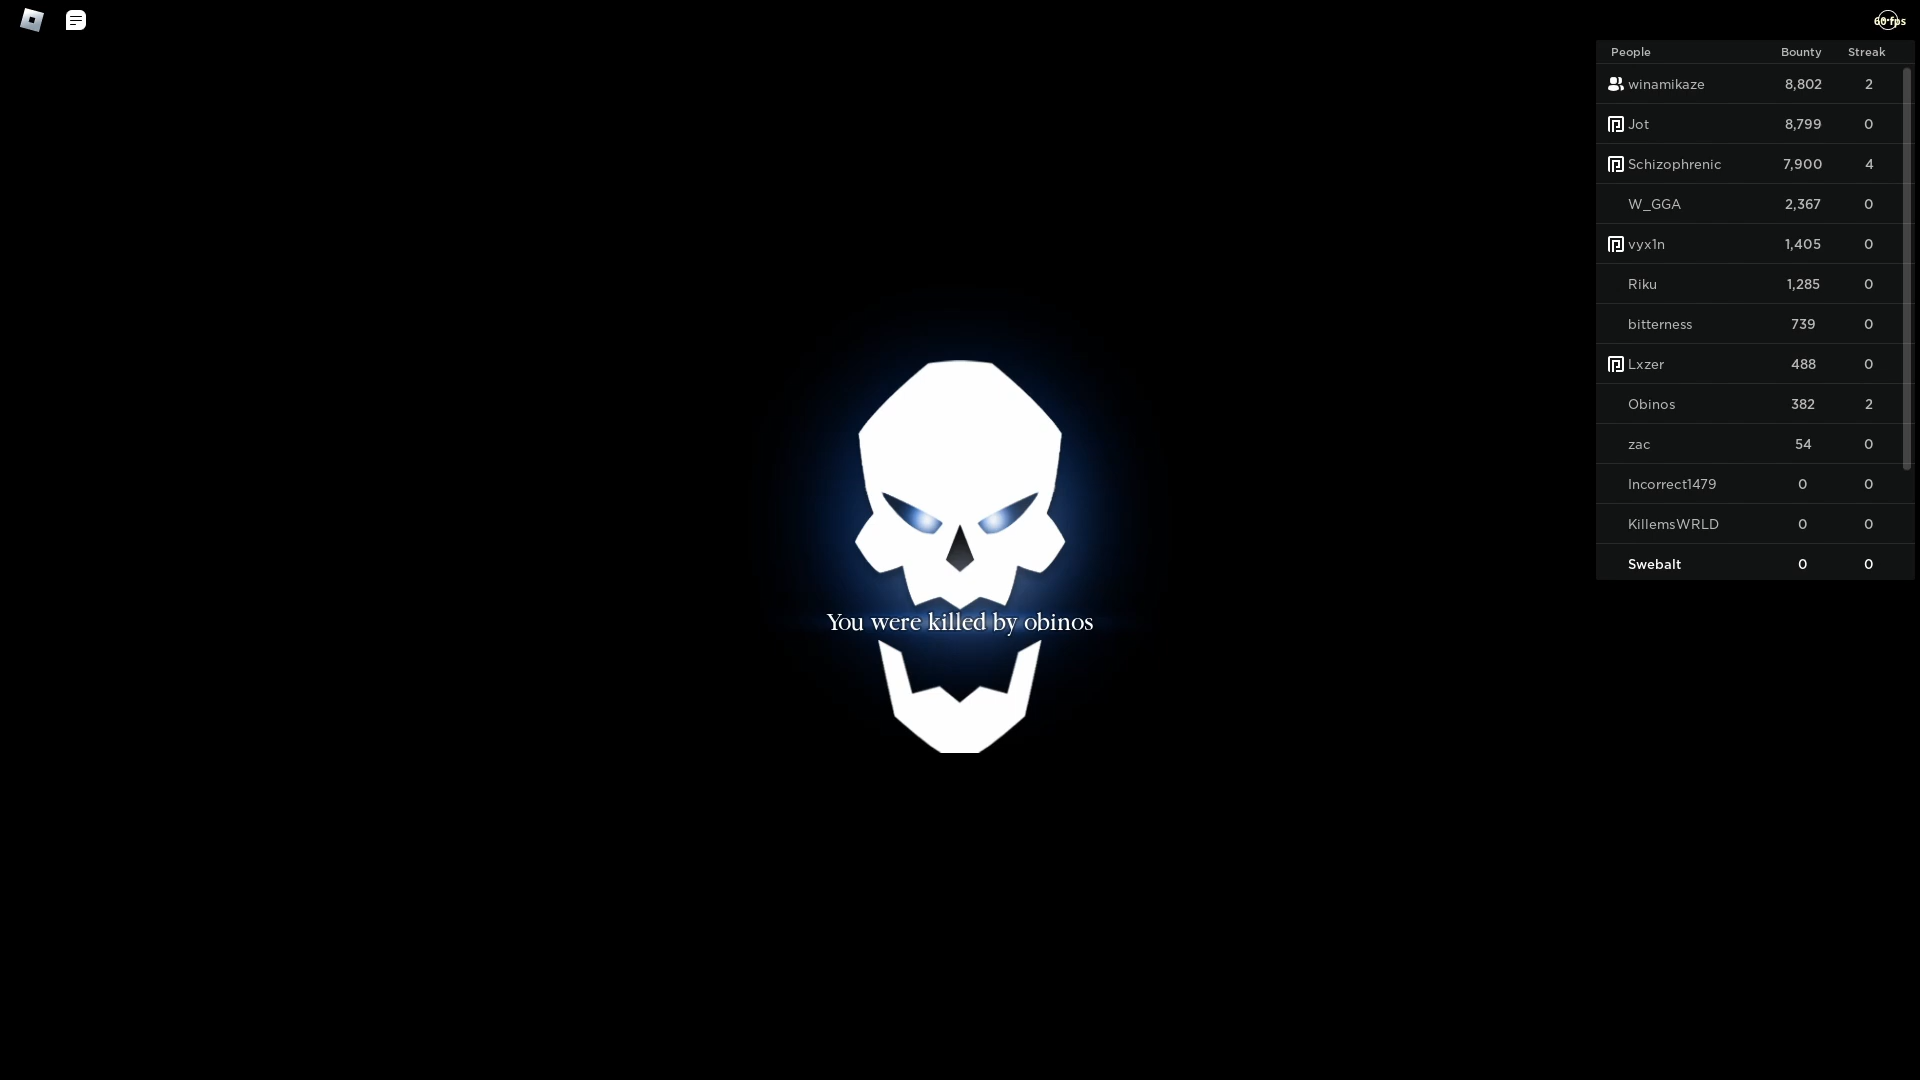 60 fps
People Bounty Streak
winamikaze 8,802 2
Jot 8,799 0
Schizophrenic 7,900 4
W_GGA 2,367 0
vyx1n 1,405 0
Riku 1,285 0
bitterness 739 0
Lxzer 488 0
Obinos 382 2
zac 54 0
Incorrect1479 0 0
KillemsWRLD 0 0
Swebalt 0 0
You were killed by obinos